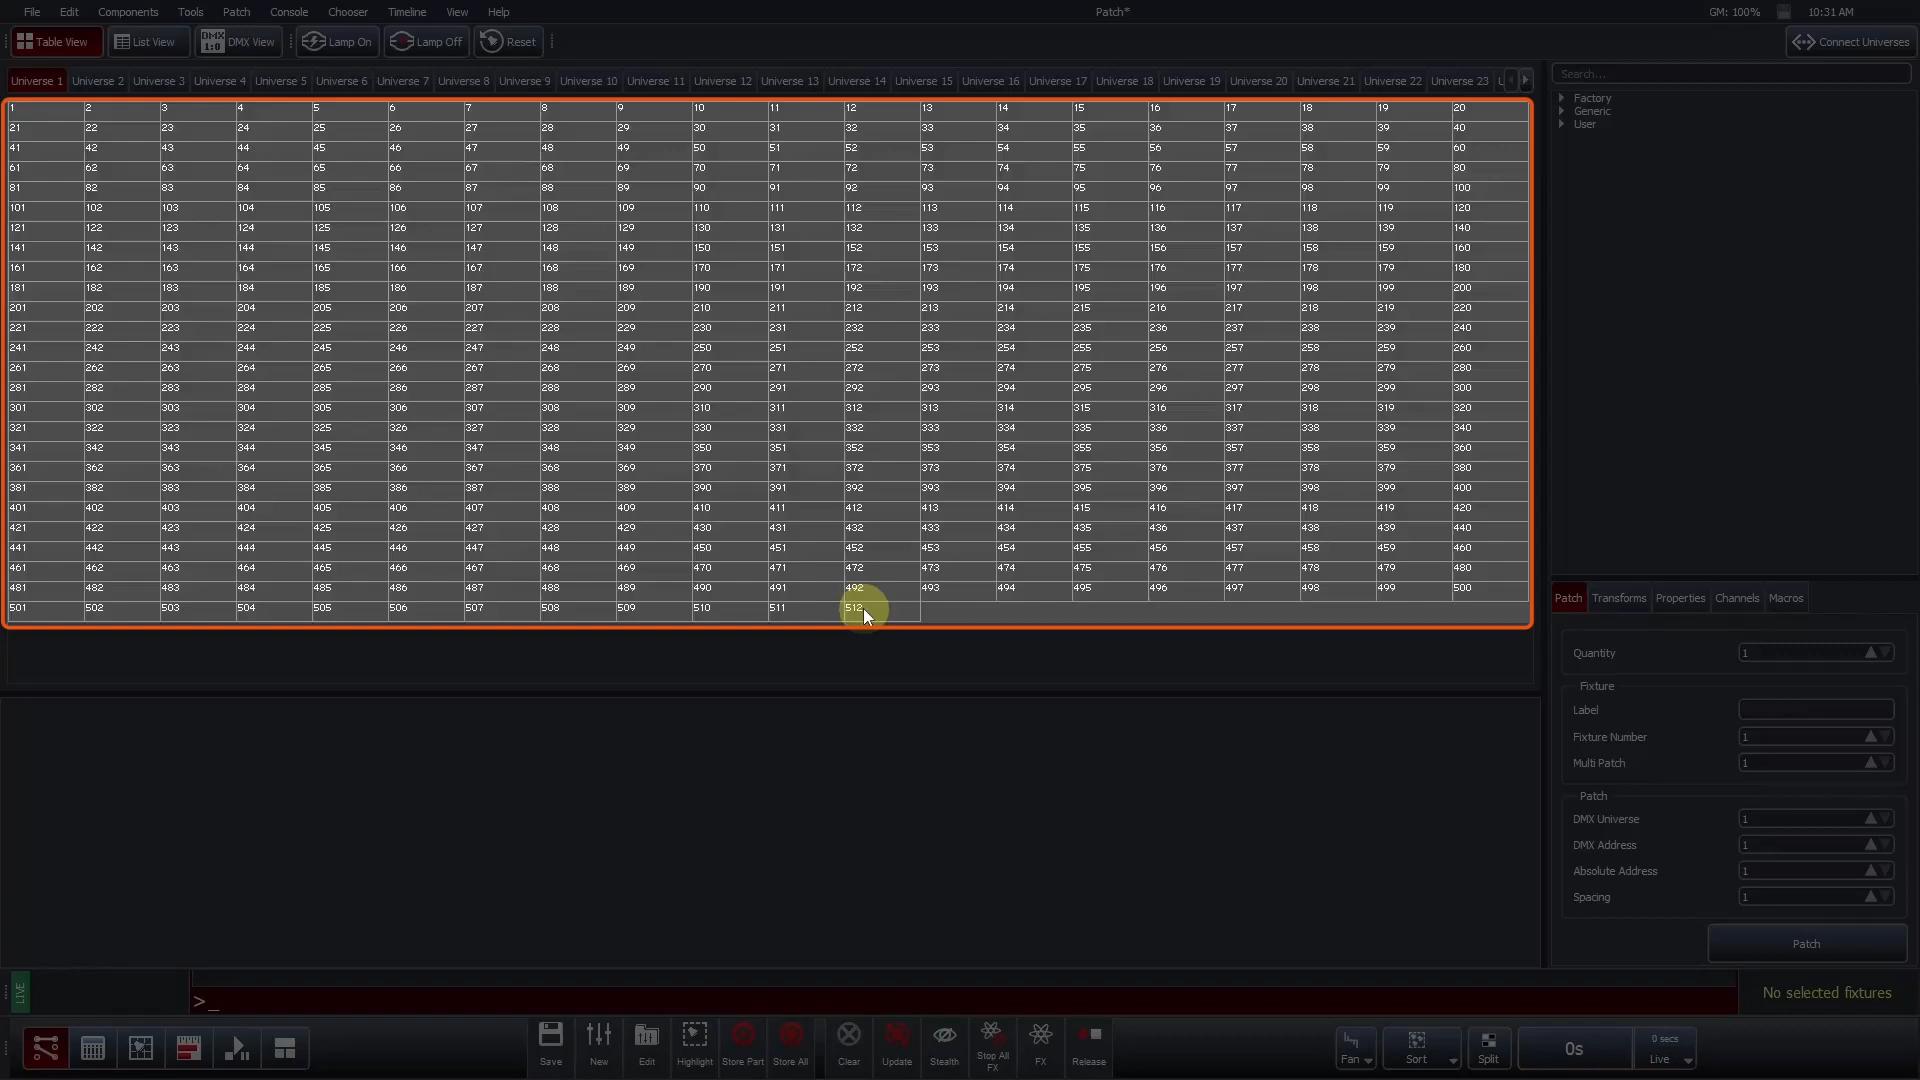 File Edit Components Tools Patch Console Chooser Timeline View Help Patch* GM: 100% 10:31 AM
Table View List View DMX 1:0 DMX View Lamp On Lamp Off Reset Connect Universes
Universe 1 Universe 2 Universe 3 Universe 4 Universe 5 Universe 6 Universe 7 Universe 8 Universe 9 Universe 10 Universe 11 Universe 12 Universe 13 Universe 14 Universe 15 Universe 16 Universe 17 Universe 18 Universe 19 Universe 20 Universe 21 Universe 22 Universe 23
Search...
Factory
Generic
User
1 2 3 4 5 6 7 8 9 10 11 12 13 14 15 16 17 18 19 20
21 22 23 24 25 26 27 28 29 30 31 32 33 34 35 36 37 38 39 40
41 42 43 44 45 46 47 48 49 50 51 52 53 54 55 56 57 58 59 60
61 62 63 64 65 66 67 68 69 70 71 72 73 74 75 76 77 78 79 80
81 82 83 84 85 86 87 88 89 90 91 92 93 94 95 96 97 98 99 100
101 102 103 104 105 106 107 108 109 110 111 112 113 114 115 116 117 118 119 120
121 122 123 124 125 126 127 128 129 130 131 132 133 134 135 136 137 138 139 140
141 142 143 144 145 146 147 148 149 150 151 152 153 154 155 156 157 158 159 160
161 162 163 164 165 166 167 168 169 170 171 172 173 174 175 176 177 178 179 180
181 182 183 184 185 186 187 188 189 190 191 192 193 194 195 196 197 198 199 200
201 202 203 204 205 206 207 208 209 210 211 212 213 214 215 216 217 218 219 220
221 222 223 224 225 226 227 228 229 230 231 232 233 234 235 236 237 238 239 240
241 242 243 244 245 246 247 248 249 250 251 252 253 254 255 256 257 258 259 260
261 262 263 264 265 266 267 268 269 270 271 272 273 274 275 276 277 278 279 280
281 282 283 284 285 286 287 288 289 290 291 292 293 294 295 296 297 298 299 300
301 302 303 304 305 306 307 308 309 310 311 312 313 314 315 316 317 318 319 320
321 322 323 324 325 326 327 328 329 330 331 332 333 334 335 336 337 338 339 340
341 342 343 344 345 346 347 348 349 350 351 352 353 354 355 356 357 358 359 360
361 362 363 364 365 366 367 368 369 370 371 372 373 374 375 376 377 378 379 380
381 382 383 384 385 386 387 388 389 390 391 392 393 394 395 396 397 398 399 400
401 402 403 404 405 406 407 408 409 410 411 412 413 414 415 416 417 418 419 420
421 422 423 424 425 426 427 428 429 430 431 432 433 434 435 436 437 438 439 440
441 442 443 444 445 446 447 448 449 450 451 452 453 454 455 456 457 458 459 460
461 462 463 464 465 466 467 468 469 470 471 472 473 474 475 476 477 478 479 480
481 482 483 484 485 486 487 488 489 490 491 492 493 494 495 496 497 498 499 500
501 502 503 504 505 506 507 508 509 510 511 512
Patch Transforms Properties Channels Macros
Quantity 1
Fixture
Label
Fixture Number 1
Multi Patch 1
Patch
DMX Universe 1
DMX Address 1
Absolute Address 1
Spacing 1
Patch
LIVE
>_
No selected fixtures
Save New Edit Highlight Store Part Store All Clear Update Stealth Stop All FX FX Release Fan Sort Split 0s 0 secs Live